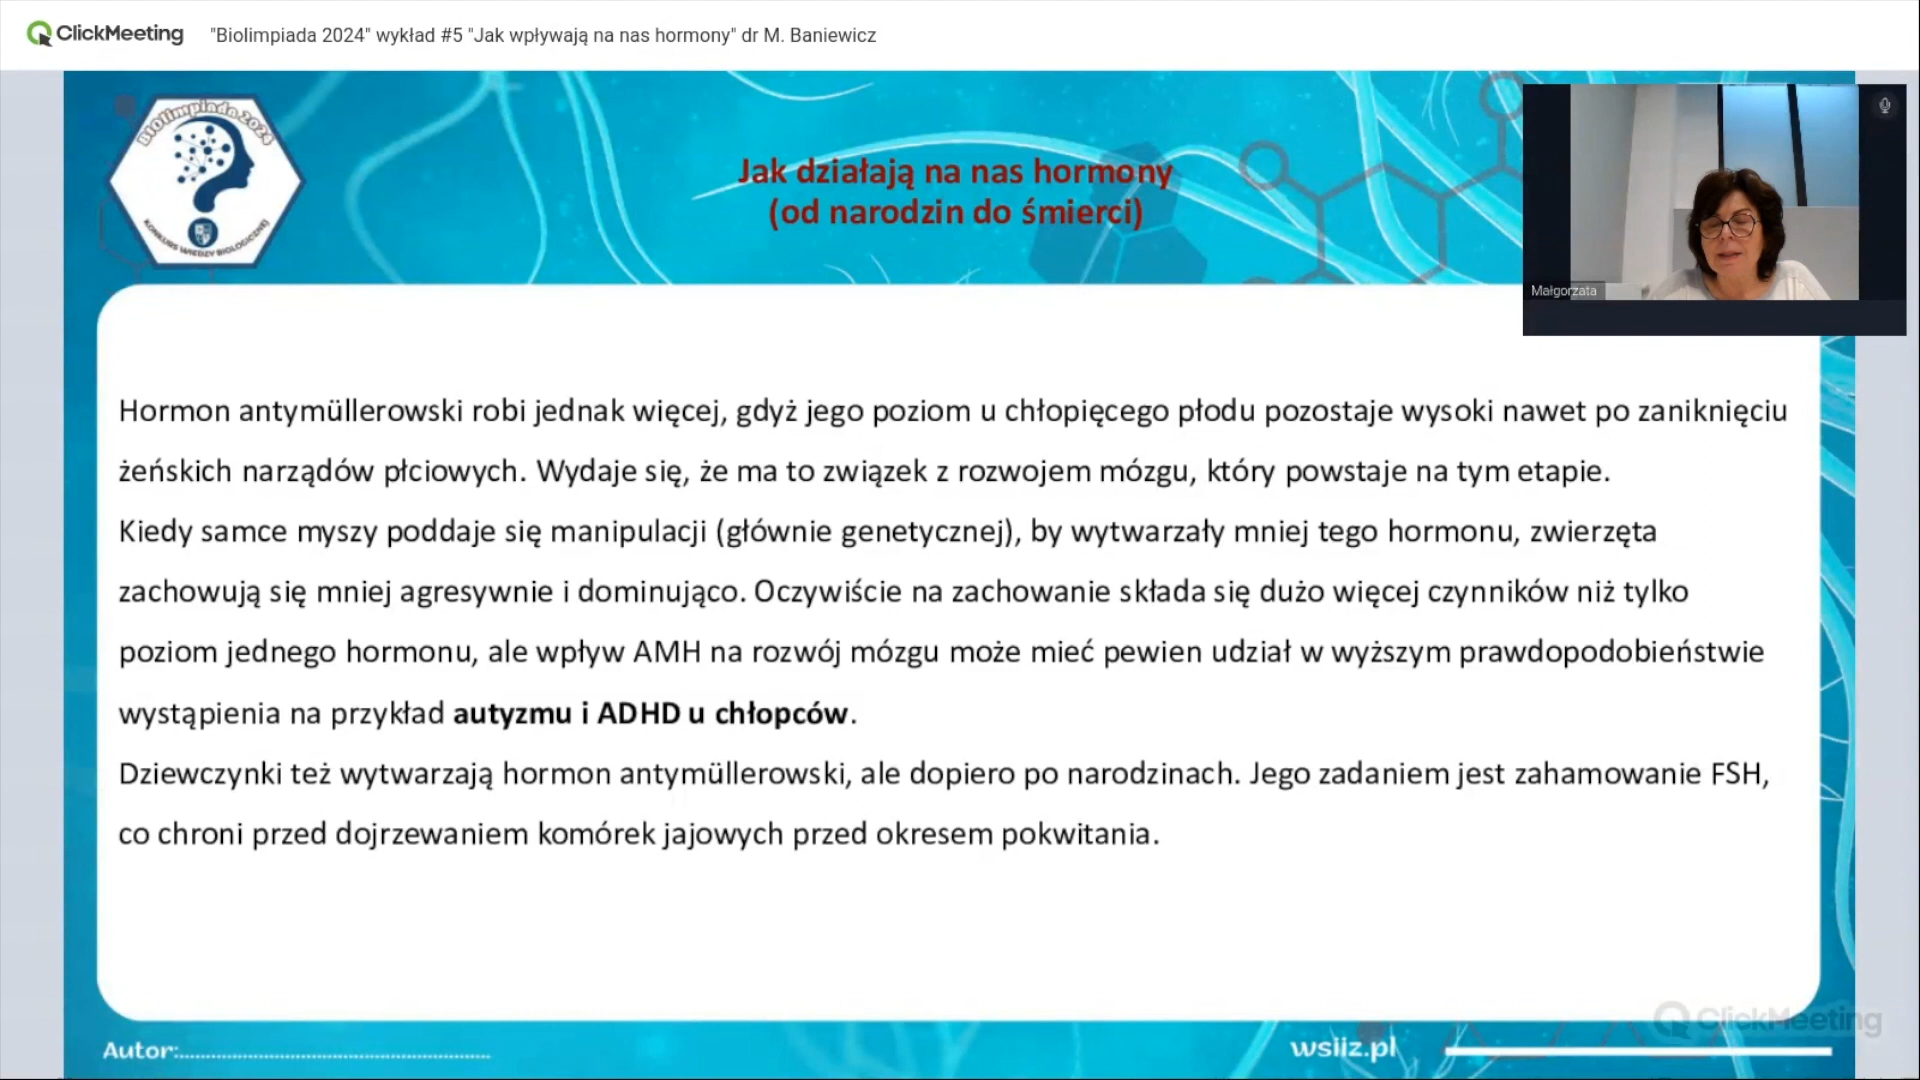 ClickMeeting "Biolimpiada 2024" wykład #5 "Jak wpływają na nas hormony" dr M. Baniewicz
BIOlimpiada 2024
KONKURS WIEDZY BIOLOGICZNEJ
Jak działają na nas hormony
(od narodzin do śmierci)
Małgorzata
Hormon antymüllerowski robi jednak więcej, gdyż jego poziom u chłopięcego płodu pozostaje wysoki nawet po zaniknięciu
żeńskich narządów płciowych. Wydaje się, że ma to związek z rozwojem mózgu, który powstaje na tym etapie.
Kiedy samce myszy poddaje się manipulacji (głównie genetycznej), by wytwarzały mniej tego hormonu, zwierzęta
zachowują się mniej agresywnie i dominująco. Oczywiście na zachowanie składa się dużo więcej czynników niż tylko
poziom jednego hormonu, ale wpływ AMH na rozwój mózgu może mieć pewien udział w wyższym prawdopodobieństwie
wystąpienia na przykład autyzmu i ADHD u chłopców.
Dziewczynki też wytwarzają hormon antymüllerowski, ale dopiero po narodzinach. Jego zadaniem jest zahamowanie FSH,
co chroni przed dojrzewaniem komórek jajowych przed okresem pokwitania.
ClickMeeting
Autor:..........................................................
wsiiz.pl